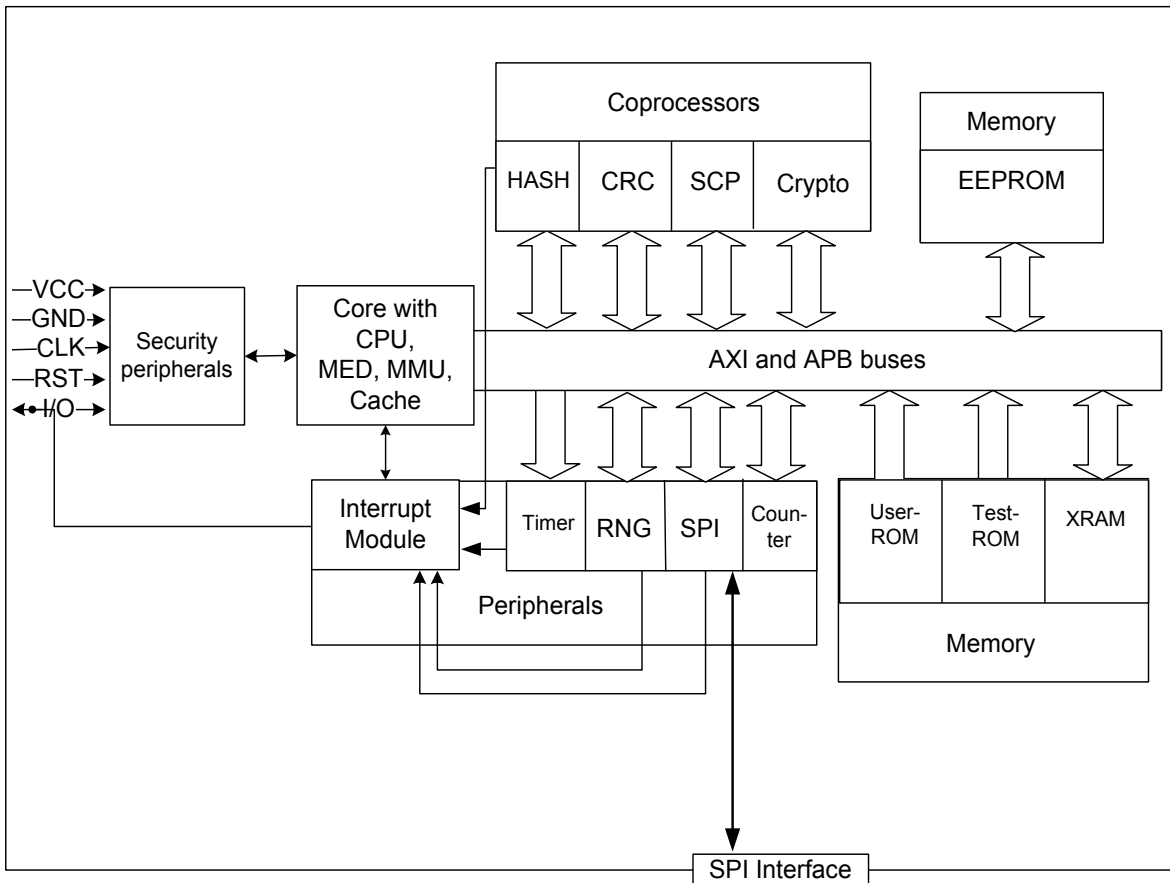 Coprocessors
HASH
CRC
SCP
Crypto
Memory
EEPROM
VCC
GND
CLK
RST
I/O
Security
peripherals
Core with
CPU,
MED, MMU,
Cache
AXI and APB buses
Interrupt
Module
Timer
RNG
SPI
Coun-
ter
Peripherals
User-
ROM
Test-
ROM
XRAM
Memory
SPI Interface